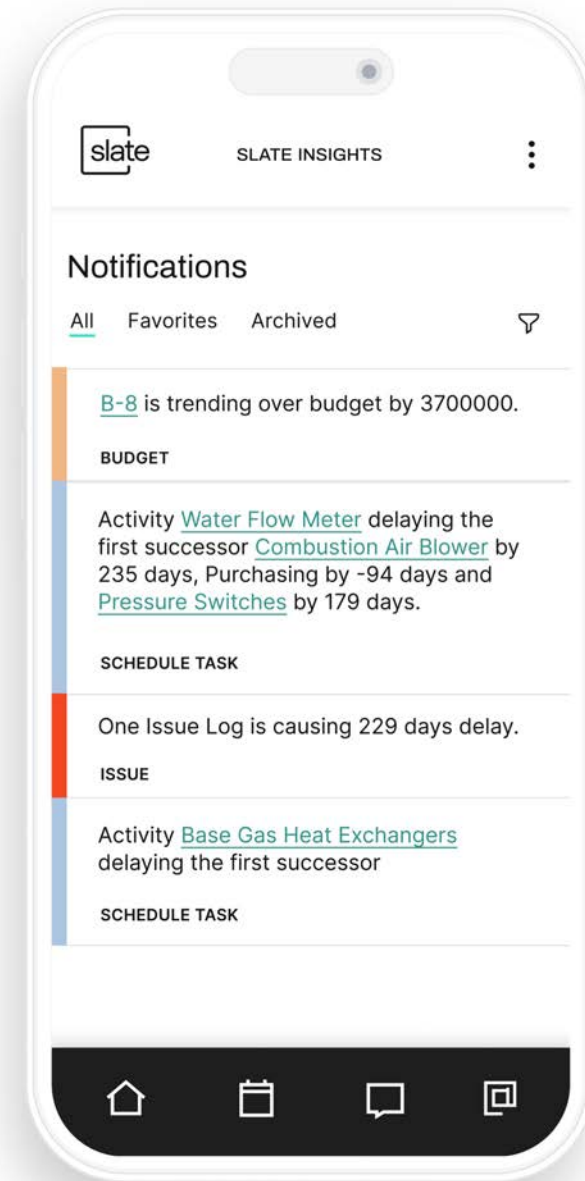 slate
SLATE INSIGHTS
Notifications
All Favorites Archived
B-8 is trending over budget by 3700000.
BUDGET
Activity Water Flow Meter delaying the
first successor Combustion Air Blower by
235 days, Purchasing by -94 days and
Pressure Switches by 179 days.
SCHEDULE TASK
One Issue Log is causing 229 days delay.
ISSUE
Activity Base Gas Heat Exchangers
delaying the first successor
SCHEDULE TASK